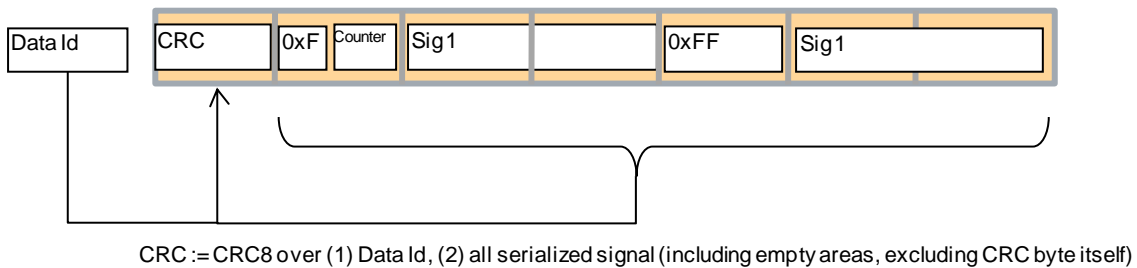 Data Id CRC 0xF Counter Sig1 0xFF Sig1
CRC := CRC8 over (1) Data Id, (2) all serialized signal (including empty areas, excluding CRC byte itself)